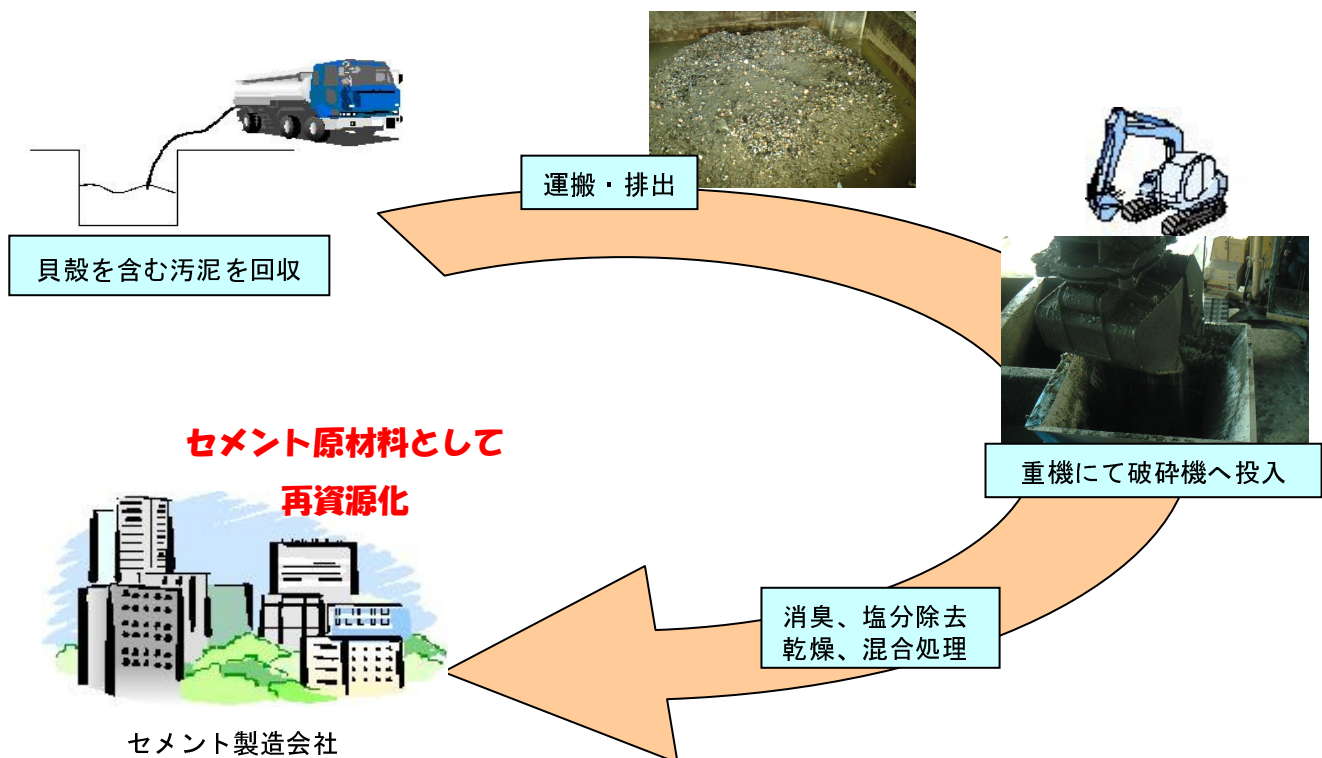 運搬・排出
貝殻を含む汚泥を回収
重機にて破砕機へ投入
消臭、塩分除去
乾燥、混合処理
セメント原材料として
再資源化
セメント製造会社